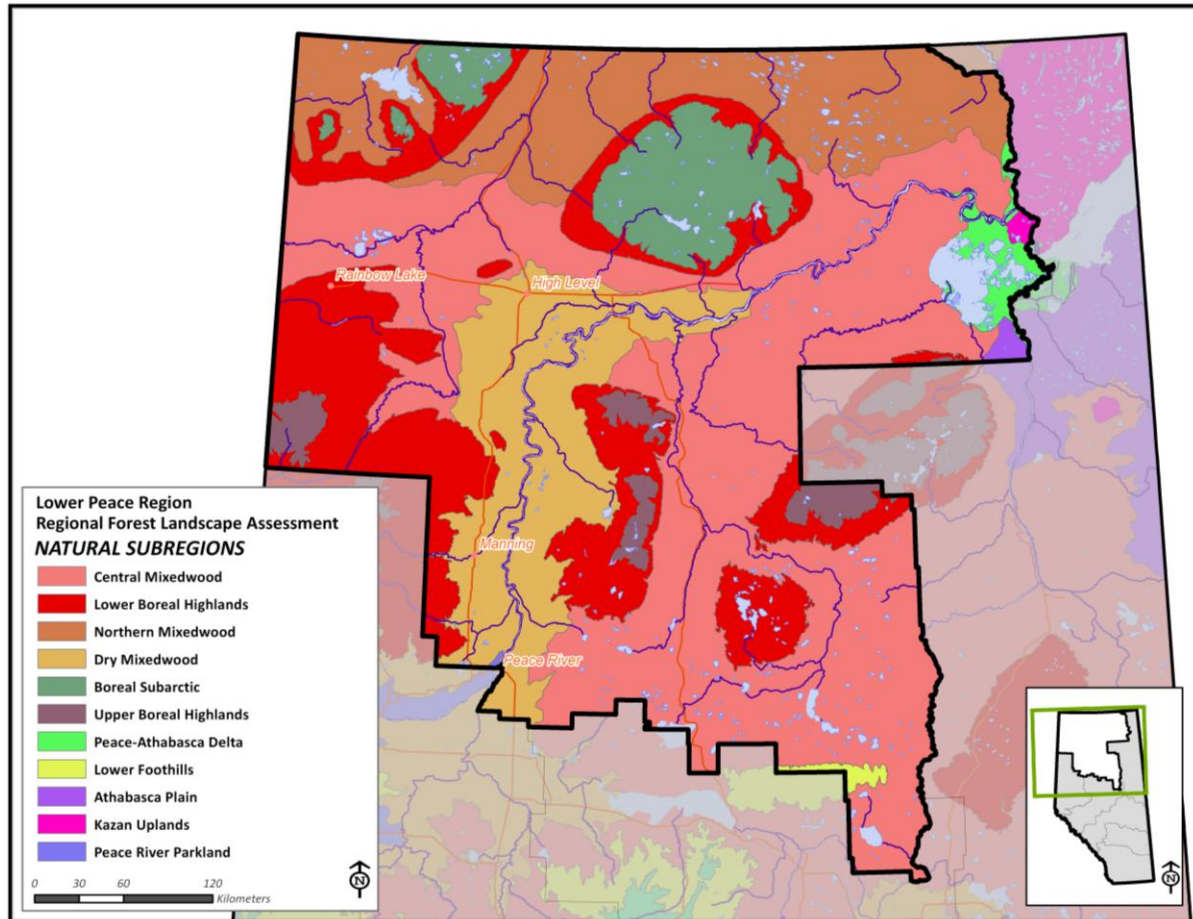 Rainbow Lake
High Level
Manning
Peace River
Lower Peace Region
Regional Forest Landscape Assessment
NATURAL SUBREGIONS
Central Mixedwood
Lower Boreal Highlands
Northern Mixedwood
Dry Mixedwood
Boreal Subarctic
Upper Boreal Highlands
Peace-Athabasca Delta
Lower Foothills
Athabasca Plain
Kazan Uplands
Peace River Parkland
0 30 60 120
Kilometers
N
N